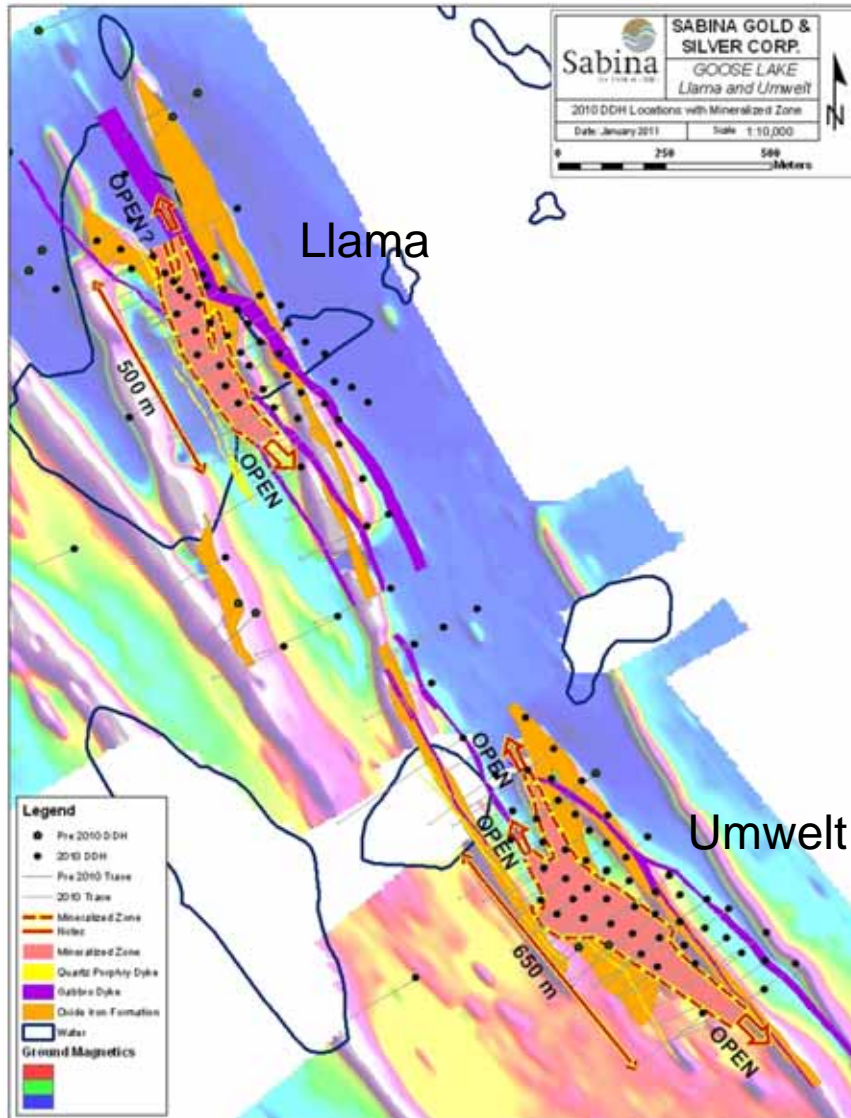 Sabina
SABINA GOLD &
SILVER CORP.
GOOSE LAKE
Llama and Umwelt
2010 DDH Locations with Mineralized Zone
Date: January 2011
Scale 1:10,000
0 250 500
Meters
N
Llama
OPEN?
500 m
OPEN
OPEN
OPEN
Umwelt
650 m
OPEN
Legend
Pre 2010 DDH
2010 DDH
Pre 2010 Trace
2010 Trace
Mineralized Zone
Notes
Mineralized Zone
Quartz Porphry Dyke
Gabbro Dyke
Oxide Iron Formation
Water
Ground Magnetics